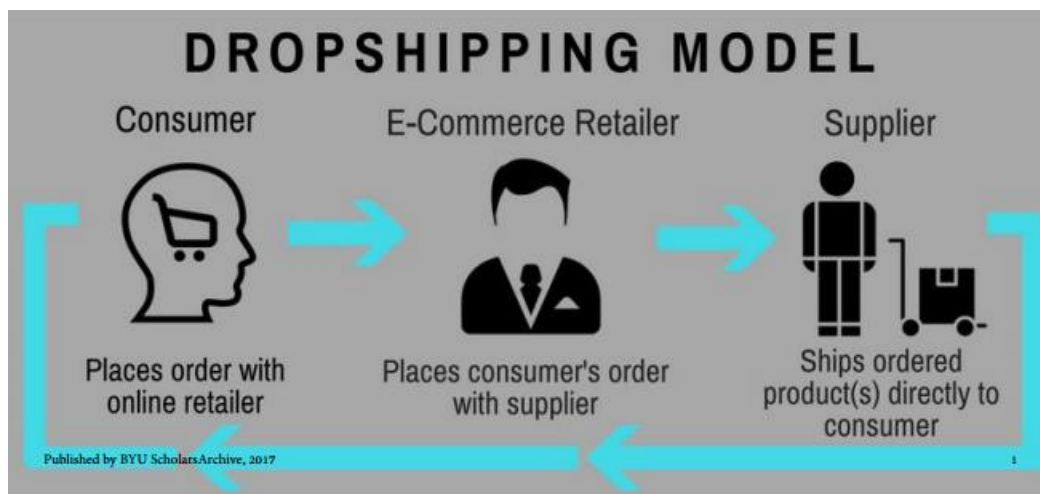 DROPSHIPPING MODEL
Consumer
E-Commerce Retailer
Supplier
Places order with
online retailer
Places consumer's order
with supplier
Ships ordered
product(s) directly to
consumer
Published by BYU ScholarsArchive, 2017
1